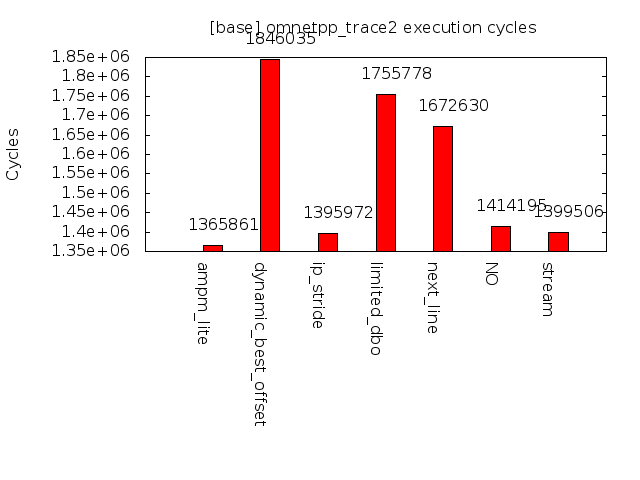 [base] omnetpp_trace2 execution cycles
Cycles
1.85e+06
1.8e+06
1.75e+06
1.7e+06
1.65e+06
1.6e+06
1.55e+06
1.5e+06
1.45e+06
1.4e+06
1.35e+06
1365861
1846035
1395972
1755778
1672630
1414195
1399506
ampm_lite
dynamic_best_offset
ip_stride
limited_dbo
next_line
NO
stream